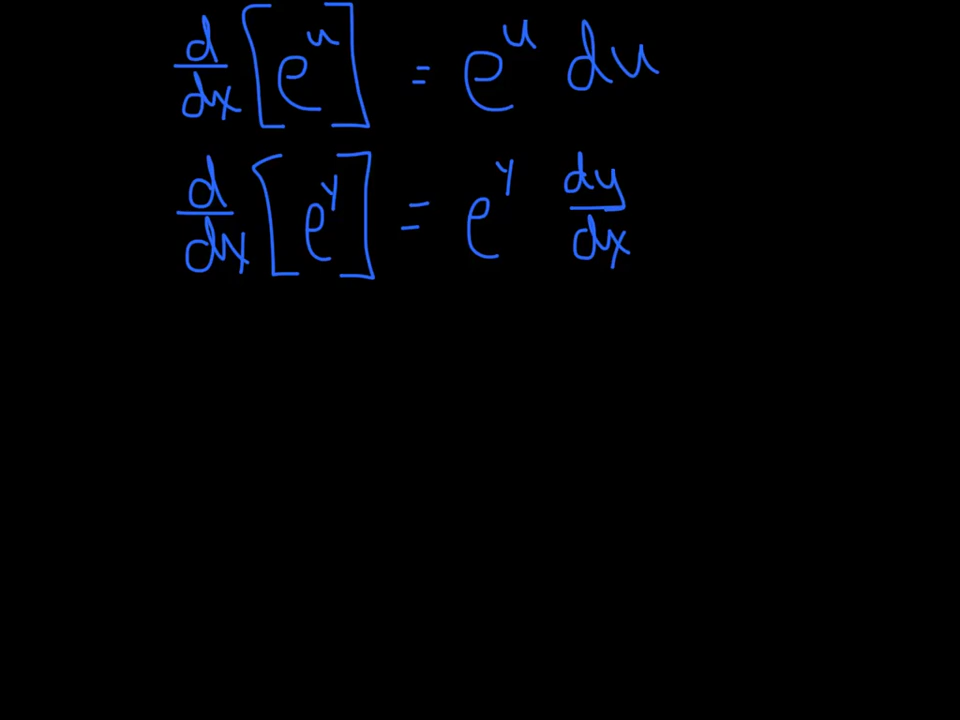 d/dx [e^u] = e^u du
d/dx [e^y] = e^y dy/dx